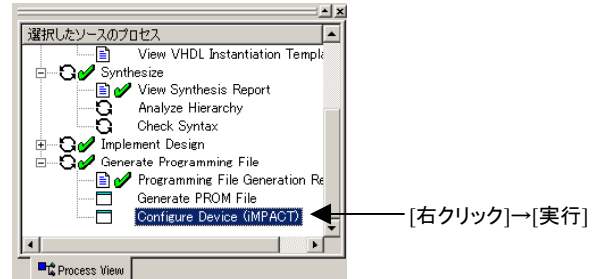 選択したソースのプロセス
View VHDL Instantiation Templa
Synthesize
View Synthesis Report
Analyze Hierarchy
Check Syntax
Implement Design
Generate Programming File
Programming File Generation Re
Generate PROM File
Configure Device (iMPACT)
[右クリック]→[実行]
Process View